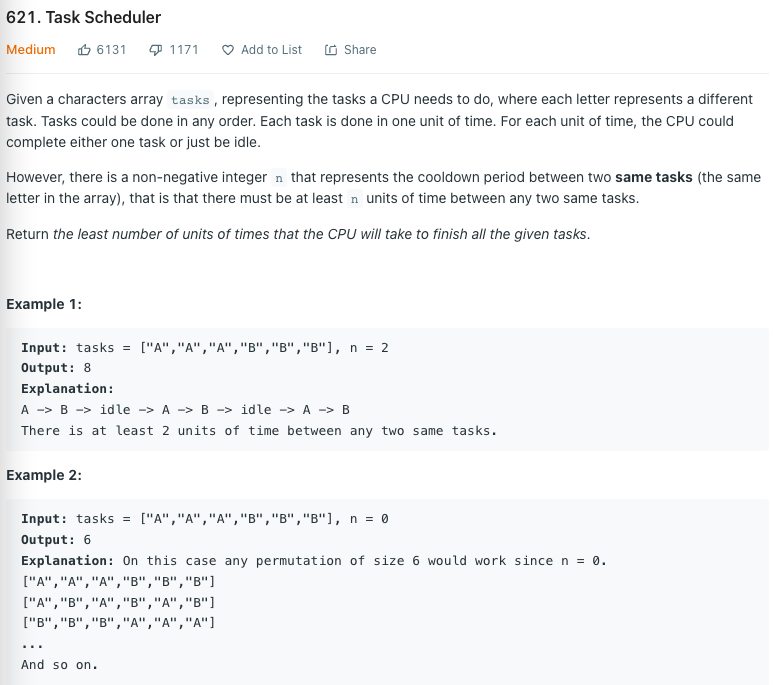 621. Task Scheduler
Medium 6131 1171 Add to List Share
Given a characters array tasks, representing the tasks a CPU needs to do, where each letter represents a different
task. Tasks could be done in any order. Each task is done in one unit of time. For each unit of time, the CPU could
complete either one task or just be idle.
However, there is a non-negative integer n that represents the cooldown period between two same tasks (the same
letter in the array), that is that there must be at least n units of time between any two same tasks.
Return the least number of units of times that the CPU will take to finish all the given tasks.
Example 1:
Input: tasks = ["A","A","A","B","B","B"], n = 2
Output: 8
Explanation:
A -> B -> idle -> A -> B -> idle -> A -> B
There is at least 2 units of time between any two same tasks.
Example 2:
Input: tasks = ["A","A","A","B","B","B"], n = 0
Output: 6
Explanation: On this case any permutation of size 6 would work since n = 0.
["A","A","A","B","B","B"]
["A","B","A","B","A","B"]
["B","B","B","A","A","A"]
...
And so on.